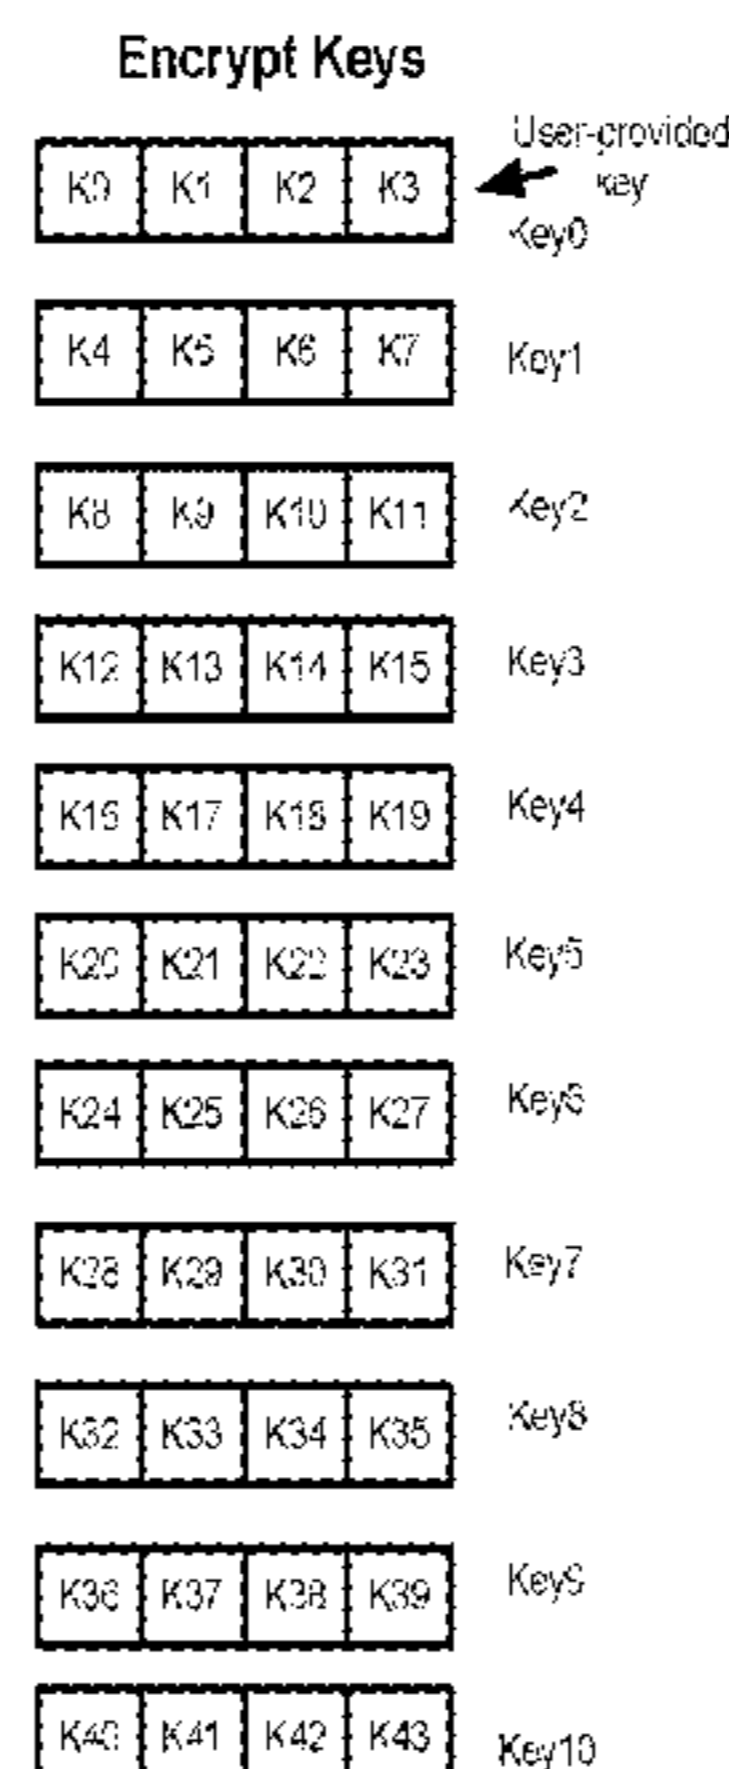 Encrypt Keys
User-provided
key
K0 K1 K2 K3
Key0
K4 K5 K6 K7 Key1
K8 K9 K10 K11 Key2
K12 K13 K14 K15 Key3
K16 K17 K18 K19 Key4
K20 K21 K22 K23 Key5
K24 K25 K26 K27 Key6
K28 K29 K30 K31 Key7
K32 K33 K34 K35 Key8
K36 K37 K38 K39 Key9
K40 K41 K42 K43 Key10